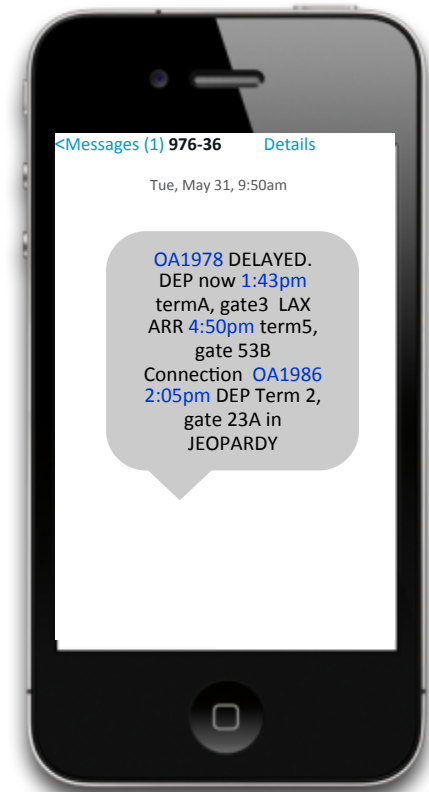 <Messages (1) 976-36 Details
Tue, May 31, 9:50am
OA1978 DELAYED.
DEP now 1:43pm
termA, gate3 LAX
ARR 4:50pm term5,
gate 53B
Connection OA1986
2:05pm DEP Term 2,
gate 23A in
JEOPARDY